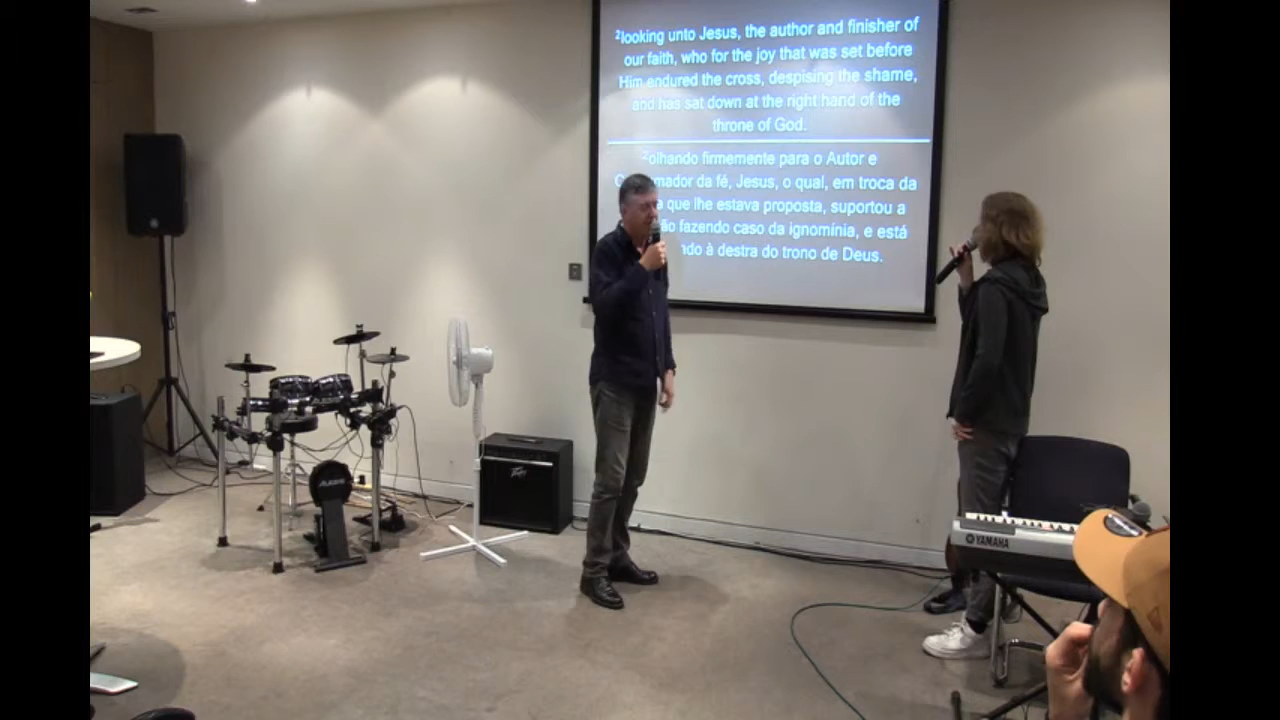 ²looking unto Jesus, the author and finisher of
our faith, who for the joy that was set before
Him endured the cross, despising the shame,
and has sat down at the right hand of the
throne of God.
²olhando firmemente para o Autor e
mador da fé, Jesus, o qual, em troca da
que lhe estava proposta, suportou a
fazendo caso da ignomínia, e está
à destra do trono de Deus.
ALESIS
Peavey
YAMAHA